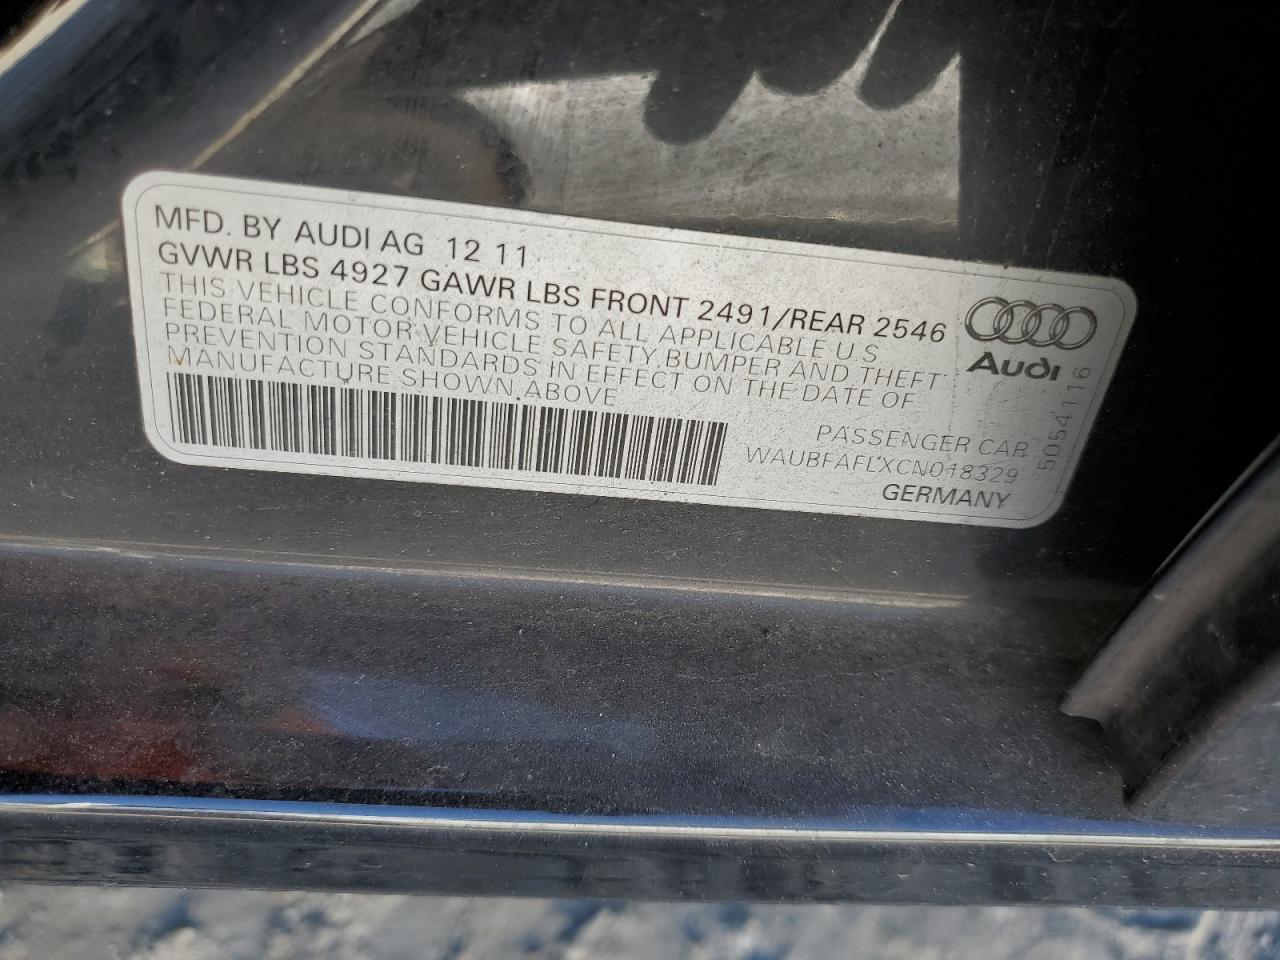 MFD. BY AUDI AG 12 11
GVWR LBS 4927 GAWR LBS FRONT 2491/REAR 2546
THIS VEHICLE CONFORMS TO ALL APPLICABLE U.S.
FEDERAL MOTOR VEHICLE SAFETY, BUMPER AND THEFT
PREVENTION STANDARDS IN EFFECT ON THE DATE OF
MANUFACTURE SHOWN ABOVE
PASSENGER CAR
WAUBFAFLXCN018329
GERMANY
Audi
5054116